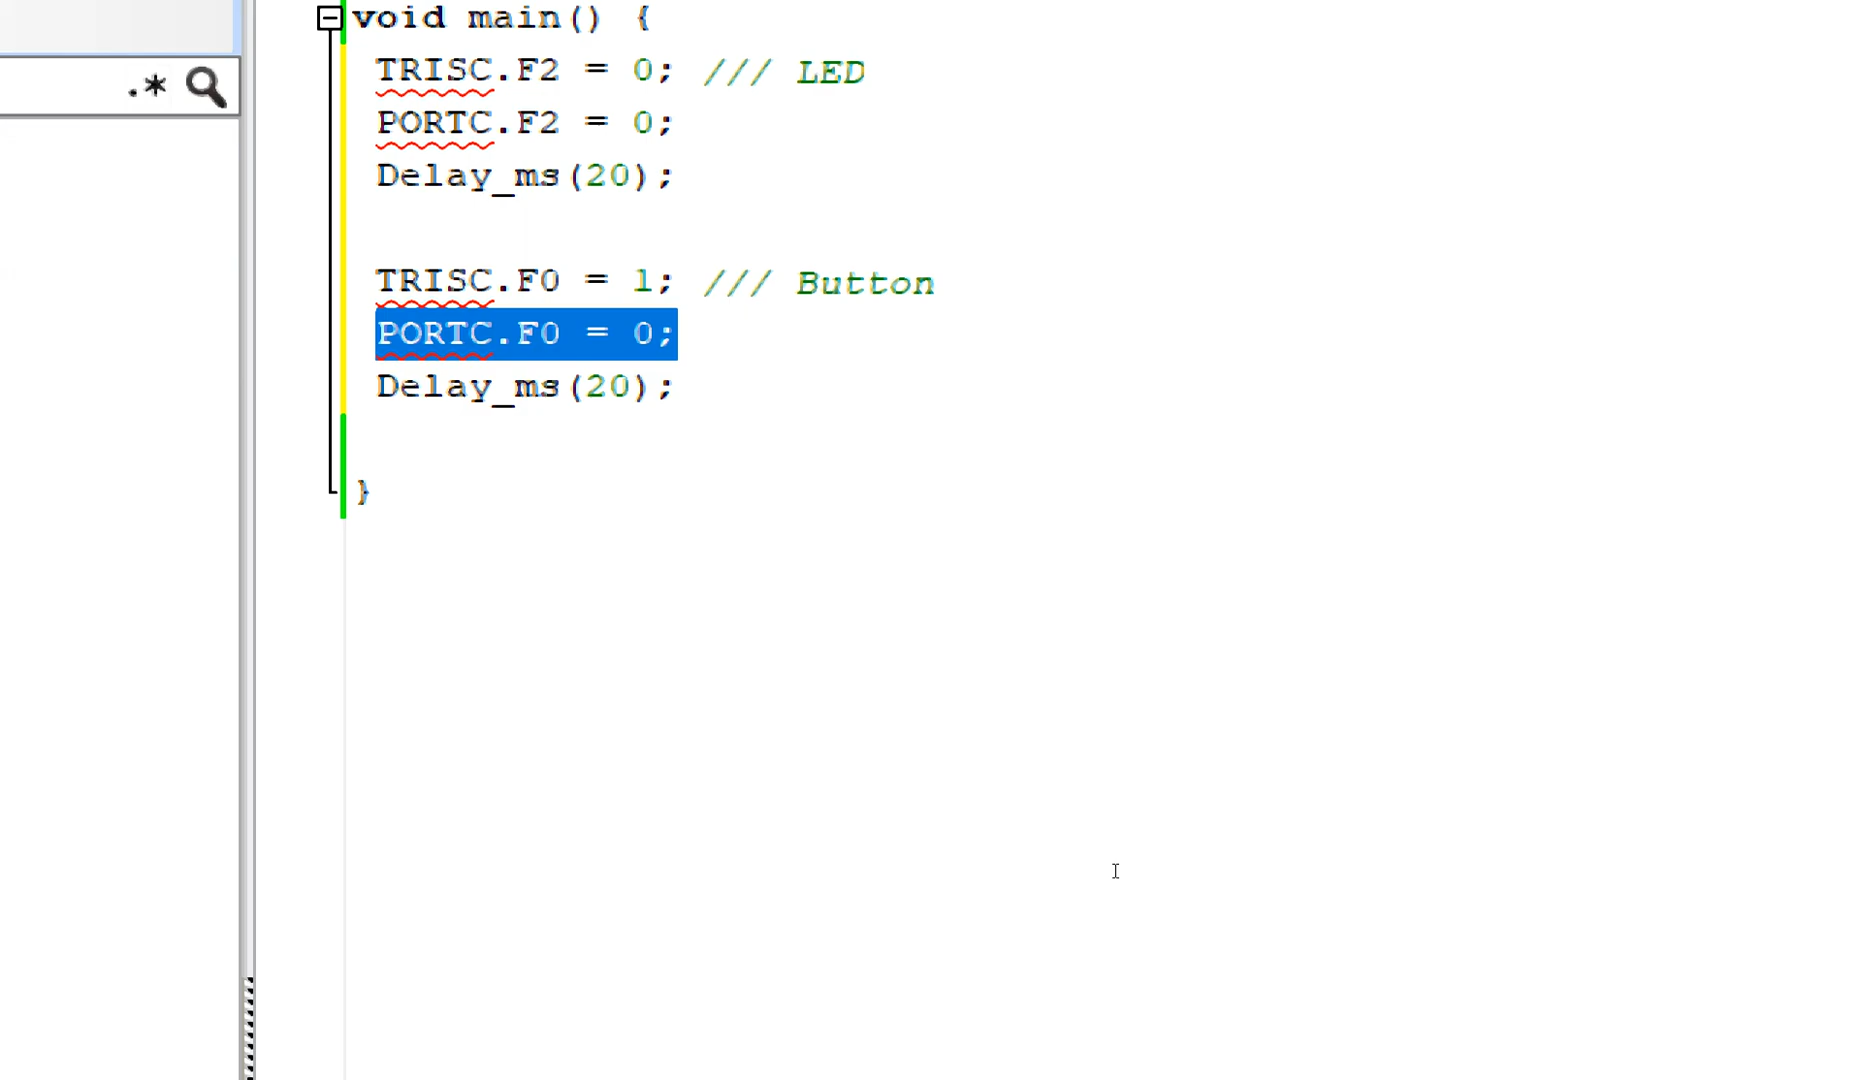 .*
void main() {
TRISC.F2 = 0; /// LED
PORTC.F2 = 0;
Delay_ms(20);
TRISC.F0 = 1; /// Button
PORTC.F0 = 0;
Delay_ms(20);
}